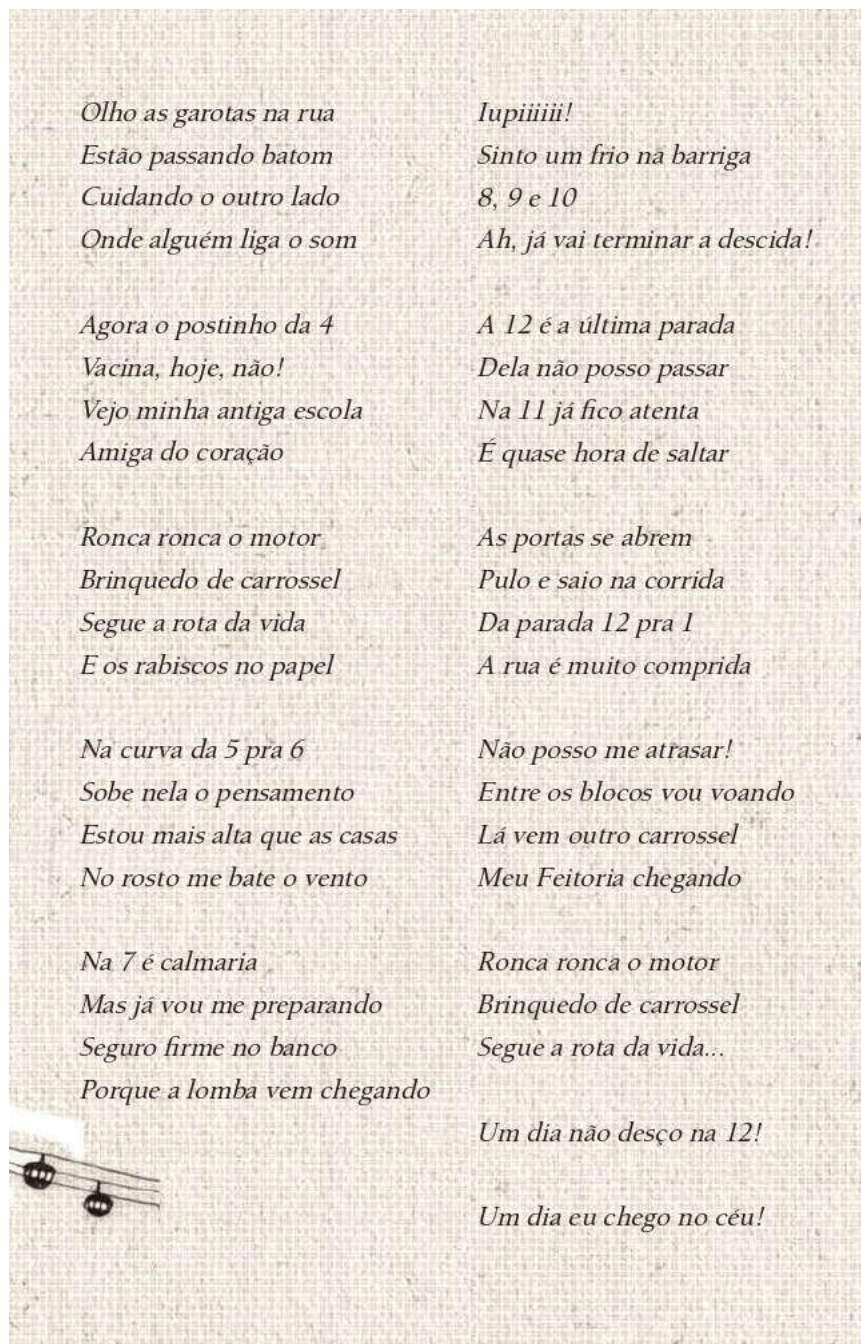 Olho as garotas na rua
Estão passando batom
Cuidando o outro lado
Onde alguém liga o som
Agora o postinho da 4
Vacina, hoje, não!
Vejo minha antiga escola
Amiga do coração
Ronca ronca o motor
Brinquedo de carrossel
Segue a rota da vida
E os rabiscos no papel
Na curva da 5 pra 6
Sobe nela o pensamento
Estou mais alta que as casas
No rosto me bate o vento
Na 7 é calmaria
Mas já vou me preparando
Seguro firme no banco
Porque a lomba vem chegando
Iupiiiiii!
Sinto um frio na barriga
8, 9 e 10
Ah, já vai terminar a descida!
A 12 é a última parada
Dela não posso passar
Na 11 já fico atenta
É quase hora de saltar
As portas se abrem
Pulo e saio na corrida
Da parada 12 pra 1
A rua é muito comprida
Não posso me atrasar!
Entre os blocos vou voando
Lá vem outro carrossel
Meu Feitoria chegando
Ronca ronca o motor
Brinquedo de carrossel
Segue a rota da vida...
Um dia não desço na 12!
Um dia eu chego no céu!